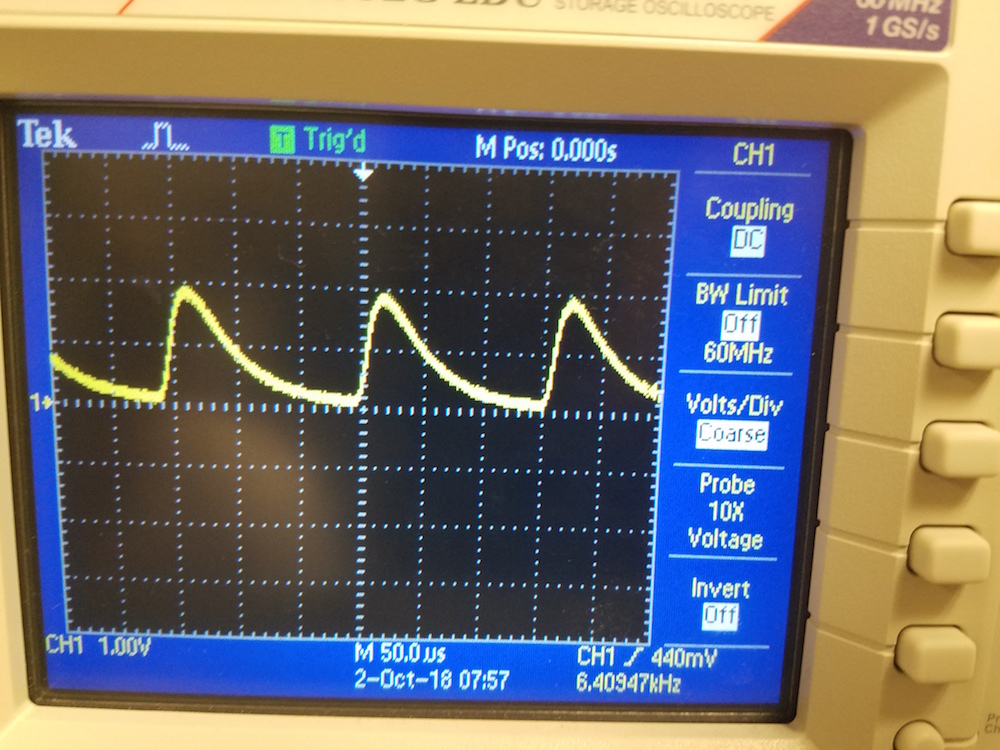 STORAGE OSCILLOSCOPE
60 MHz
1 GS/s
Tek
T Trig'd
M Pos: 0.000s
CH1
Coupling
DC
BW Limit
Off
60MHz
Volts/Div
Coarse
Probe
10X
Voltage
Invert
Off
1
CH1 1.00V
M 50.0µs
CH1 440mV
2-Oct-18 07:57
6.40947kHz